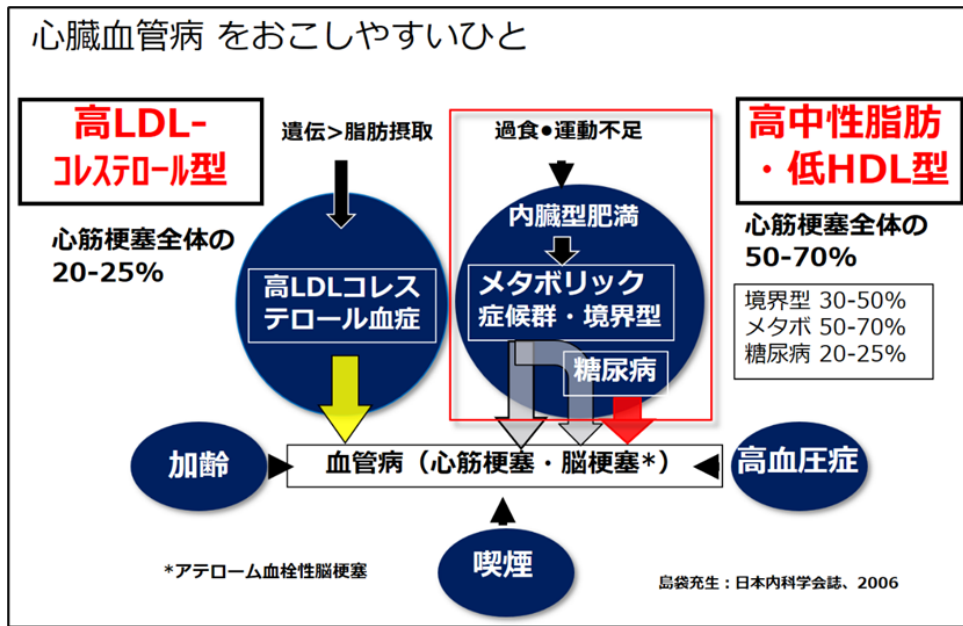 心臓血管病 をおこしやすいひと
高LDL-
ｺﾚｽﾃﾛｰﾙ型
心筋梗塞全体の
20-25%
遺伝>脂肪摂取
高LDLコレス
テロール血症
過食●運動不足
内臓型肥満
メタボリック
症候群・境界型
糖尿病
高中性脂肪
・低HDL型
心筋梗塞全体の
50-70%
境界型 30-50%
メタボ 50-70%
糖尿病 20-25%
加齢
血管病（心筋梗塞・脳梗塞*）
高血圧症
喫煙
*アテローム血栓性脳梗塞
島袋充生：日本内科学会誌、2006